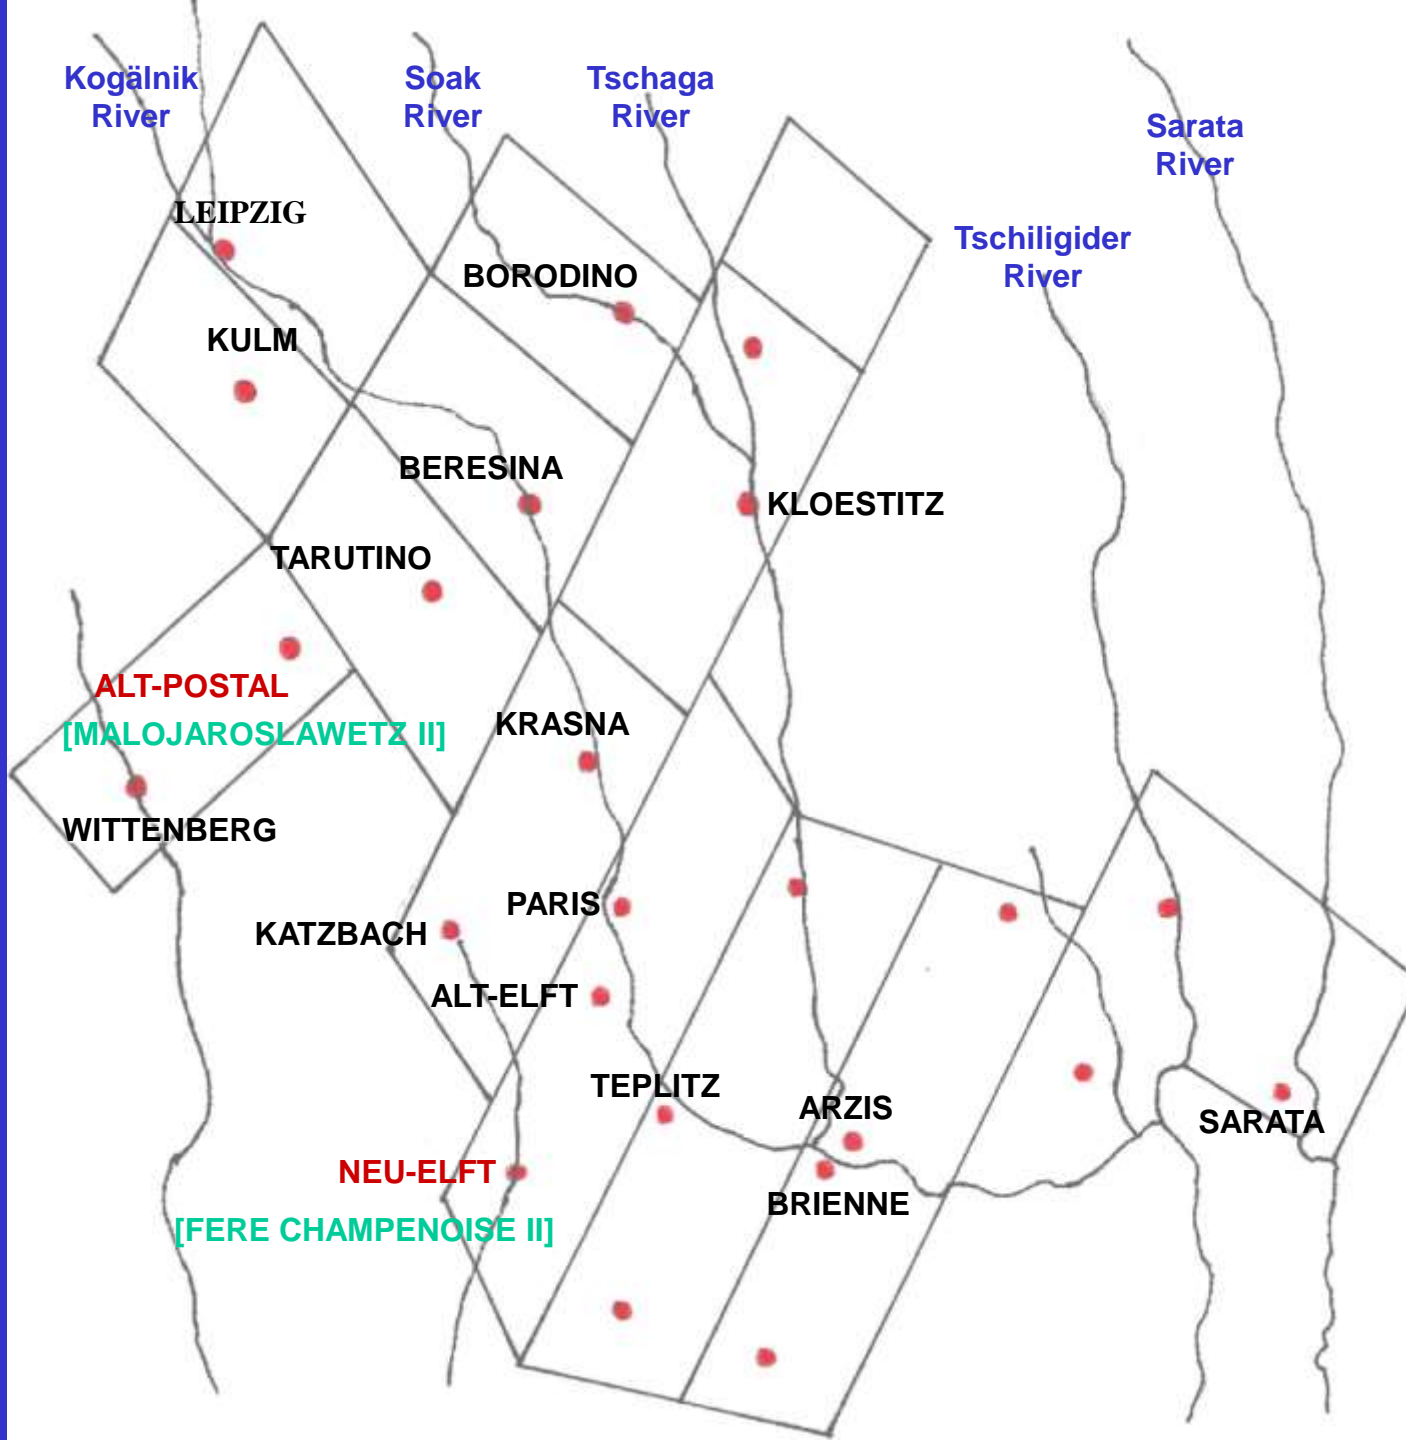 Kogälnik
River
Soak
River
Tschaga
River
Sarata
River
Tschiligider
River
LEIPZIG
BORODINO
KULM
BERESINA
KLOESTITZ
TARUTINO
ALT-POSTAL
[MALOJAROSLAWETZ II]
KRASNA
WITTENBERG
PARIS
KATZBACH
ALT-ELFT
TEPLITZ
ARZIS
SARATA
NEU-ELFT
BRIENNE
[FERE CHAMPENOISE II]